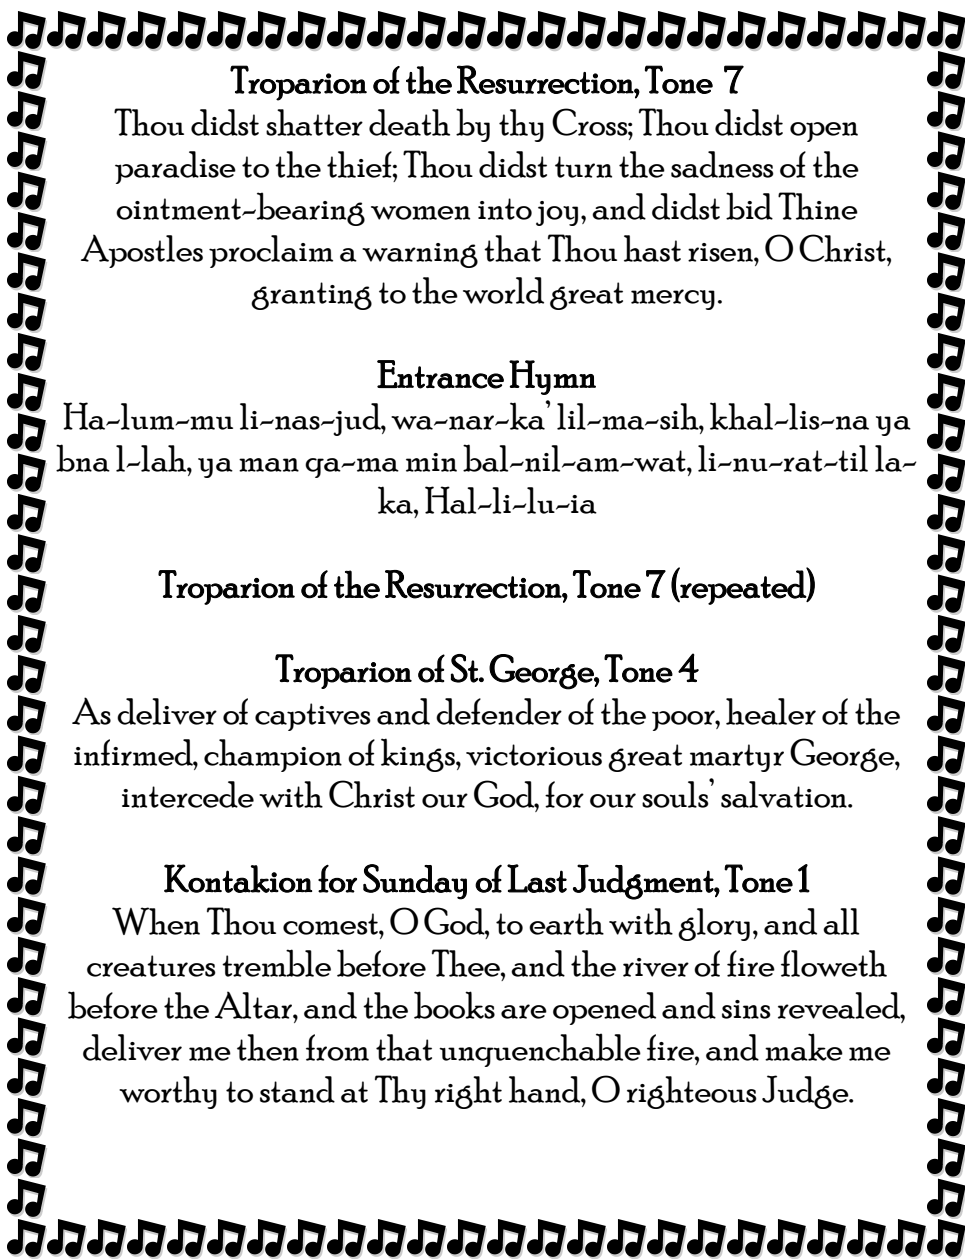 Troparion of the Resurrection, Tone 7
Thou didst shatter death by thy Cross; Thou didst open
paradise to the thief; Thou didst turn the sadness of the
ointment-bearing women into joy, and didst bid Thine
Apostles proclaim a warning that Thou hast risen, O Christ,
granting to the world great mercy.
Entrance Hymn
Ha-lum-mu li-nas-jud, wa-nar-ka’ lil-ma-sih, khal-lis-na ya
bna l-lah, ya man qa-ma min bal-nil-am-wat, li-nu-rat-til la-
ka, Hal-li-lu-ia
Troparion of the Resurrection, Tone 7 (repeated)
Troparion of St. George, Tone 4
As deliver of captives and defender of the poor, healer of the
infirmed, champion of kings, victorious great martyr George,
intercede with Christ our God, for our souls’ salvation.
Kontakion for Sunday of Last Judgment, Tone 1
When Thou comest, O God, to earth with glory, and all
creatures tremble before Thee, and the river of fire floweth
before the Altar, and the books are opened and sins revealed,
deliver me then from that unquenchable fire, and make me
worthy to stand at Thy right hand, O righteous Judge.